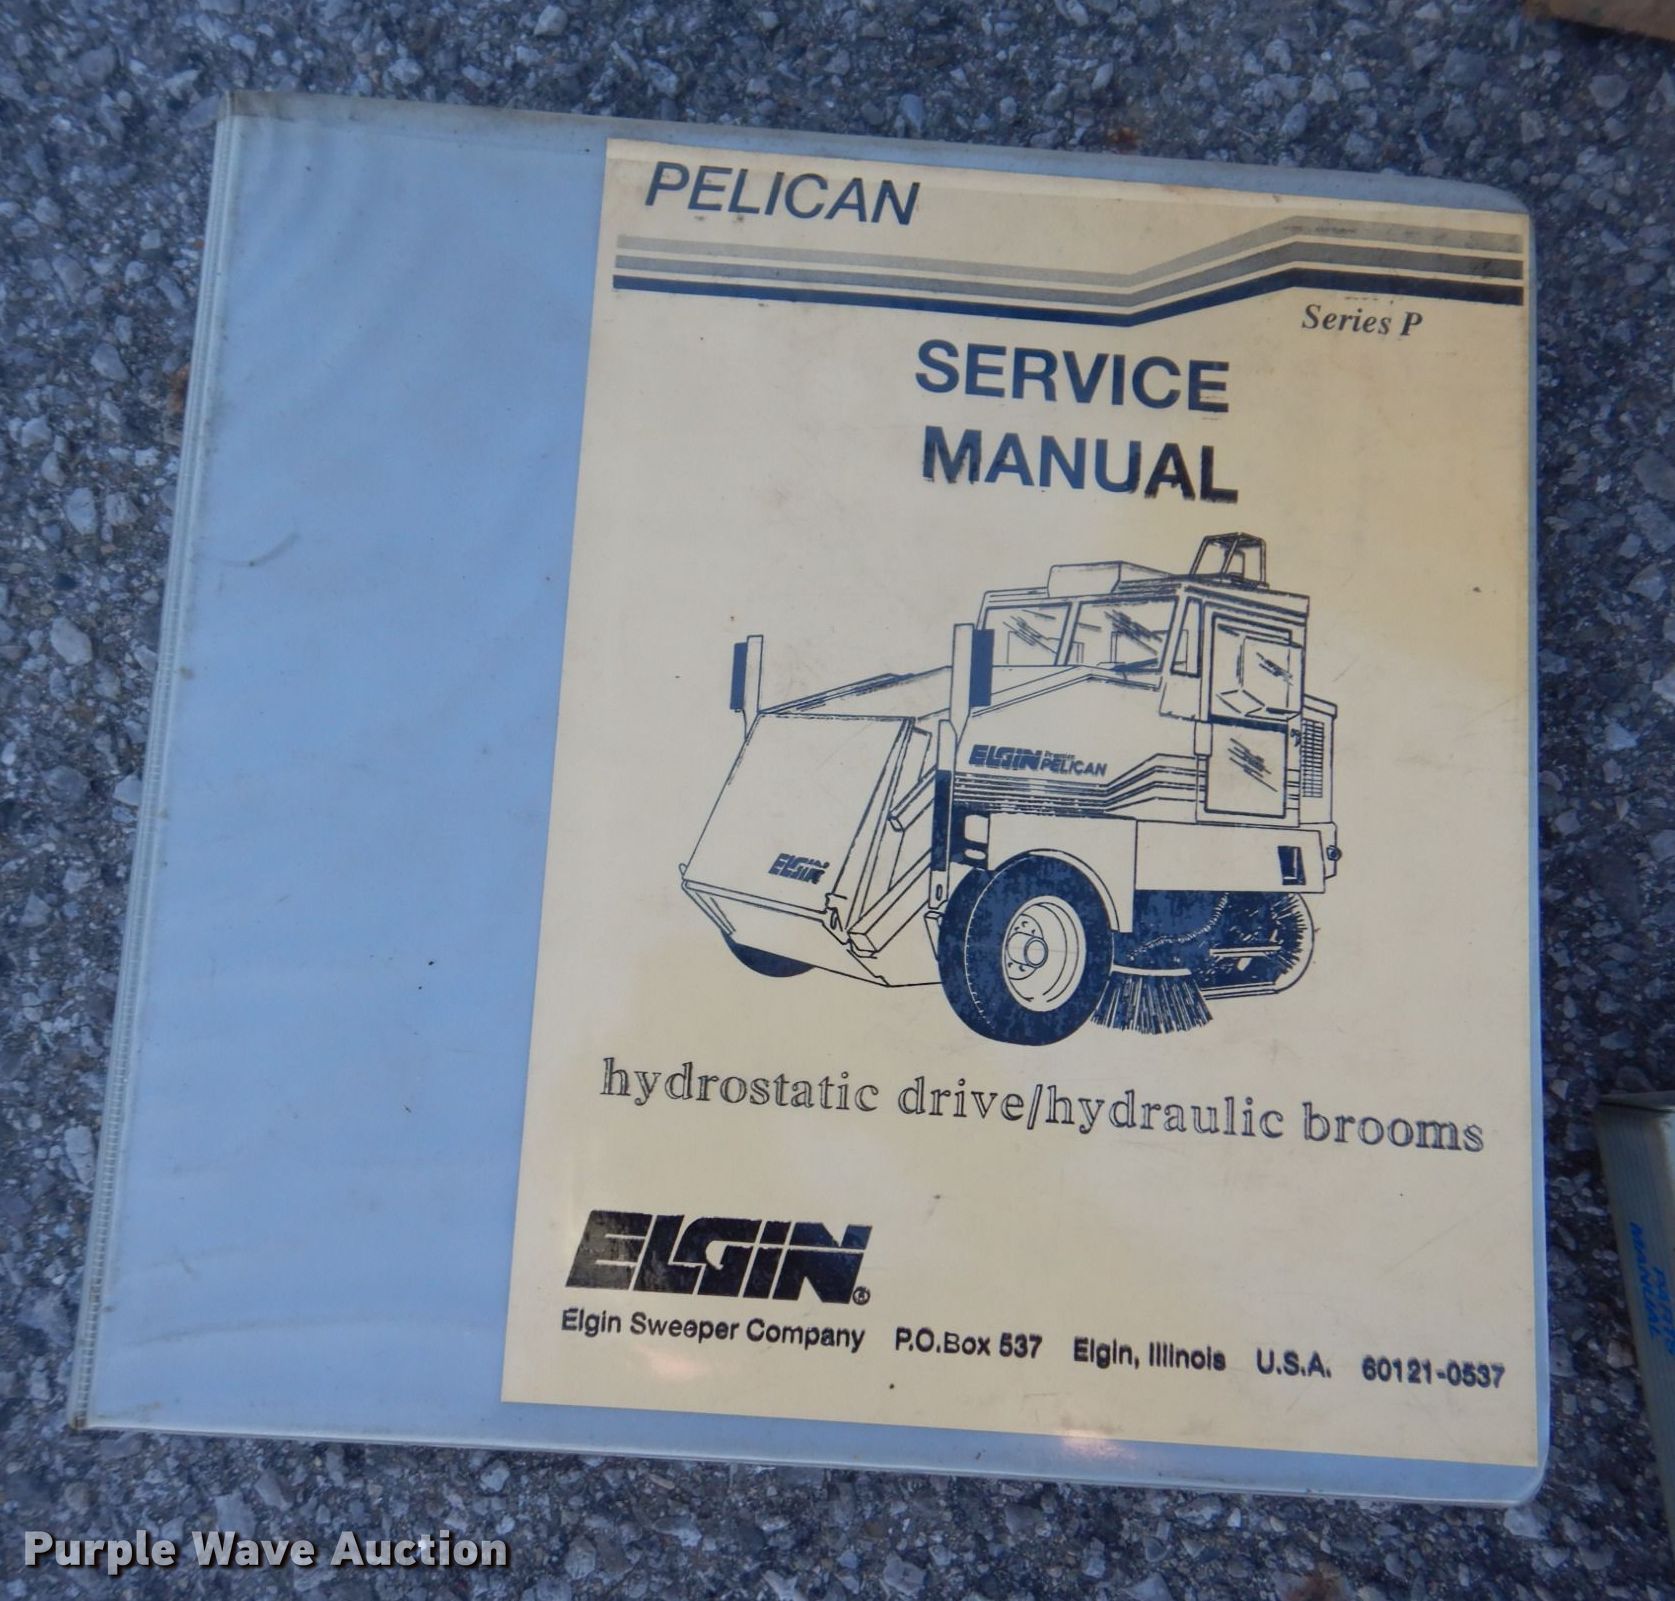 PELICAN
Series P
SERVICE
MANUAL
ELGIN PELICAN
ELGIN
hydrostatic drive/hydraulic brooms
ELGIN®
Elgin Sweeper Company P.O.Box 537 Elgin, Illinois U.S.A. 60121-0537
MANUAL
Purple Wave Auction